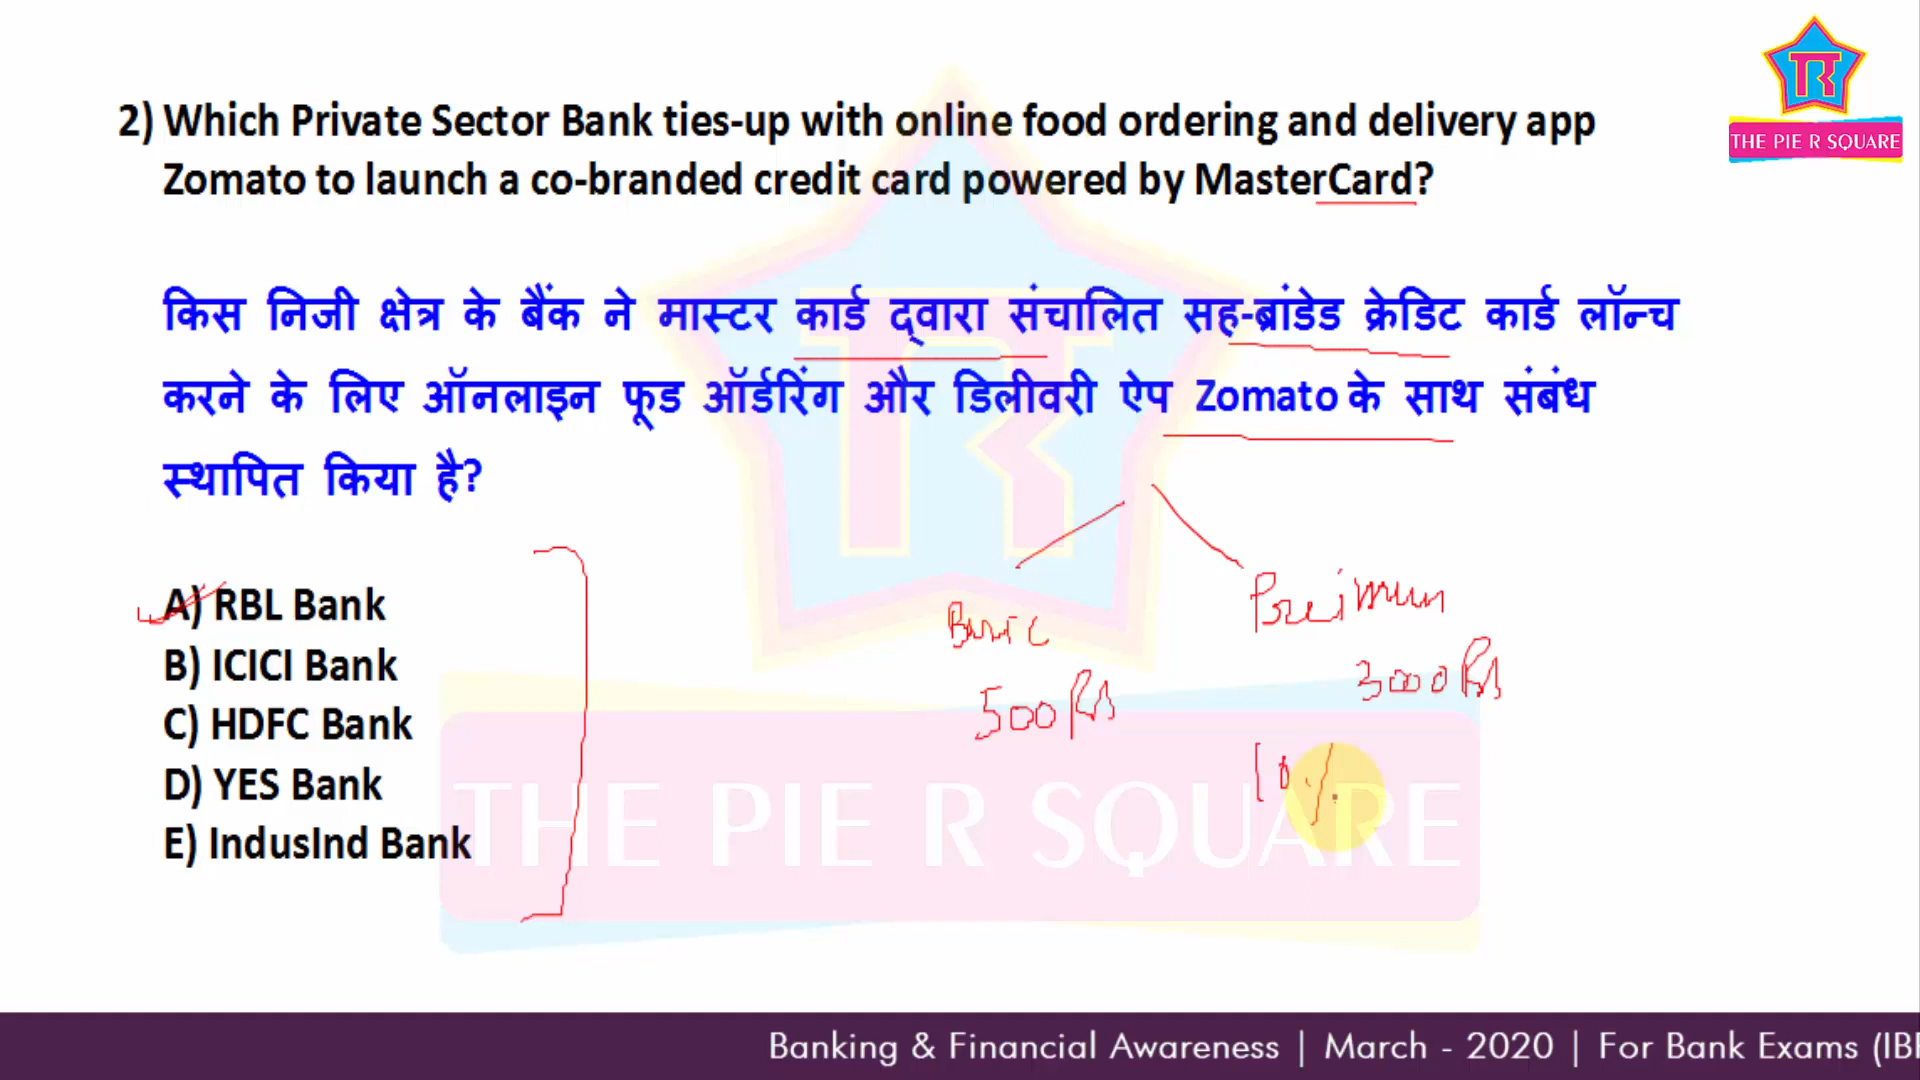 THE PIE R SQUARE
2) Which Private Sector Bank ties-up with online food ordering and delivery app
Zomato to launch a co-branded credit card powered by MasterCard?
किस निजी क्षेत्र के बैंक ने मास्टर कार्ड द्वारा संचालित सह-ब्रांडेड क्रेडिट कार्ड लॉन्च
करने के लिए ऑनलाइन फूड ऑर्डरिंग और डिलीवरी ऐप Zomato के साथ संबंध
स्थापित किया है?
A) RBL Bank
B) ICICI Bank
C) HDFC Bank
D) YES Bank
E) IndusInd Bank
500 Rs
3000 Rs
10%
THE PIE R SQUARE
Banking & Financial Awareness | March - 2020 | For Bank Exams (IB